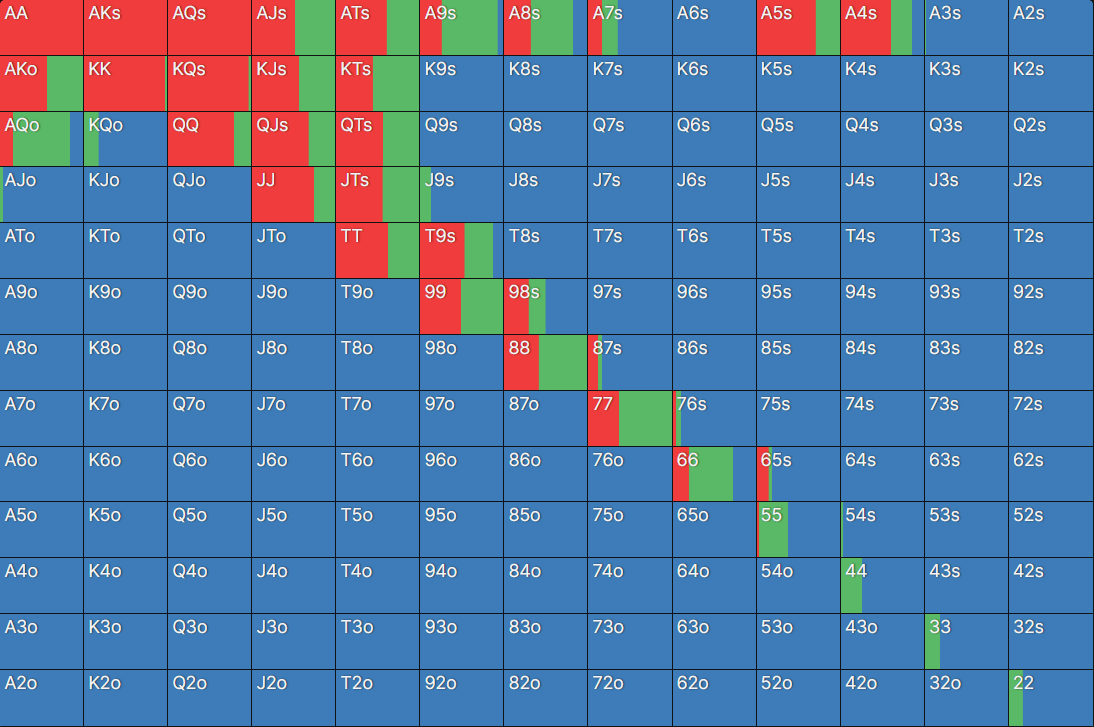 AA AKs AQs AJs ATs A9s A8s A7s A6s A5s A4s A3s A2s
AKo KK KQs KJs KTs K9s K8s K7s K6s K5s K4s K3s K2s
AQo KQo QQ QJs QTs Q9s Q8s Q7s Q6s Q5s Q4s Q3s Q2s
AJo KJo QJo JJ JTs J9s J8s J7s J6s J5s J4s J3s J2s
ATo KTo QTo JTo TT T9s T8s T7s T6s T5s T4s T3s T2s
A9o K9o Q9o J9o T9o 99 98s 97s 96s 95s 94s 93s 92s
A8o K8o Q8o J8o T8o 98o 88 87s 86s 85s 84s 83s 82s
A7o K7o Q7o J7o T7o 97o 87o 77 76s 75s 74s 73s 72s
A6o K6o Q6o J6o T6o 96o 86o 76o 66 65s 64s 63s 62s
A5o K5o Q5o J5o T5o 95o 85o 75o 65o 55 54s 53s 52s
A4o K4o Q4o J4o T4o 94o 84o 74o 64o 54o 44 43s 42s
A3o K3o Q3o J3o T3o 93o 83o 73o 63o 53o 43o 33 32s
A2o K2o Q2o J2o T2o 92o 82o 72o 62o 52o 42o 32o 22